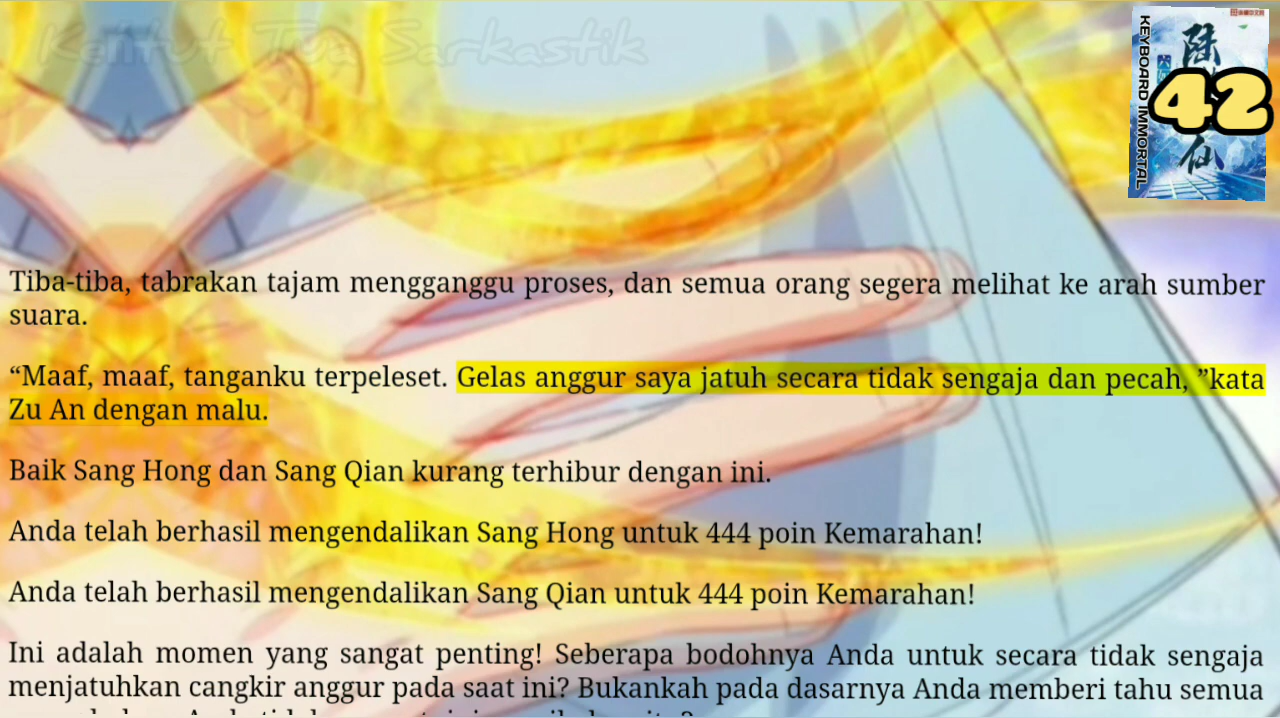 Kentut Tua Sarkastik
KEYBOARD IMMORTAL
42
Tiba-tiba, tabrakan tajam mengganggu proses, dan semua orang segera melihat ke arah sumber
suara.
“Maaf, maaf, tanganku terpeleset. Gelas anggur saya jatuh secara tidak sengaja dan pecah, ”kata
Zu An dengan malu.
Baik Sang Hong dan Sang Qian kurang terhibur dengan ini.
Anda telah berhasil mengendalikan Sang Hong untuk 444 poin Kemarahan!
Anda telah berhasil mengendalikan Sang Qian untuk 444 poin Kemarahan!
Ini adalah momen yang sangat penting! Seberapa bodohnya Anda untuk secara tidak sengaja
menjatuhkan cangkir anggur pada saat ini? Bukankah pada dasarnya Anda memberi tahu semua